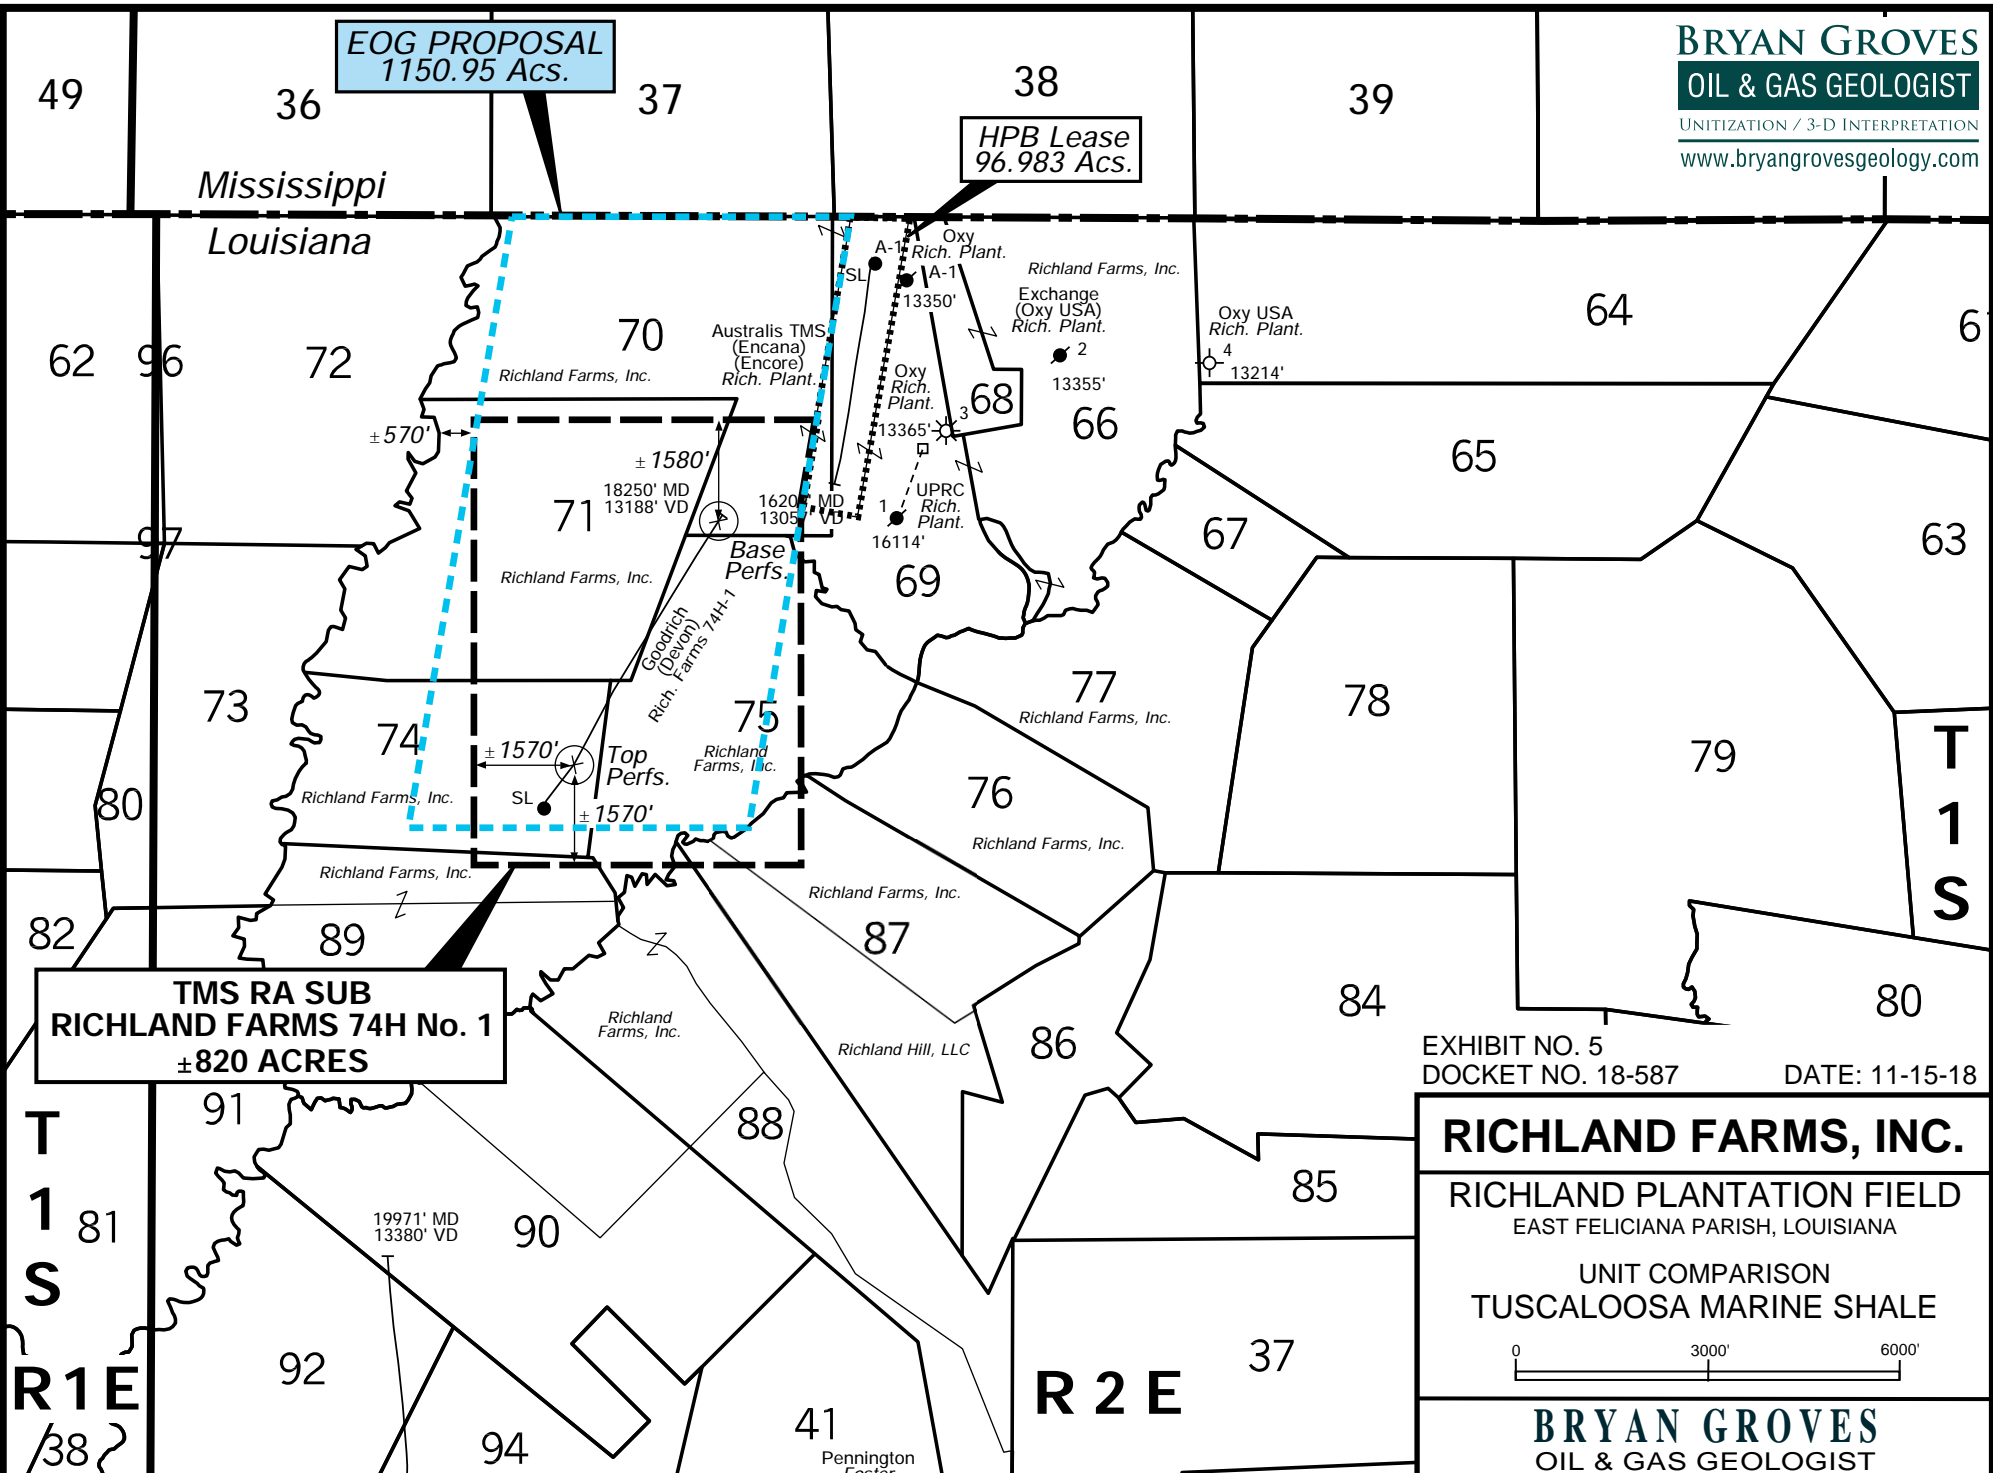 EOG PROPOSAL
1150.95 Acs.
BRYAN GROVES
OIL & GAS GEOLOGIST
UNITIZATION / 3-D INTERPRETATION
www.bryangrovesgeology.com
49
36
37
38
39
HPB Lease
96.983 Acs.
Mississippi
Louisiana
62
96
72
70
Richland Farms, Inc.
Australis TMS
(Encana)
(Encore)
Rich. Plant.
SL
A-1
Oxy
Rich. Plant.
A-1
13350'
Richland Farms, Inc.
Exchange
(Oxy USA)
Rich. Plant.
2
13355'
Oxy USA
Rich. Plant.
4
13214'
64
Oxy
Rich.
Plant.
3
13365'
68
66
65
67
63
±570'
±1580'
18250' MD
13188' VD
71
Richland Farms, Inc.
Base
Perfs.
UPRC
Rich.
Plant.
1
16114'
69
97
Goodrich
(Devon)
Rich. Farms 74H-1
73
74
75
77
Richland Farms, Inc.
78
79
T
1
S
±1570'
Top
Perfs.
Richland
Farms, Inc.
Richland Farms, Inc.
SL
±1570'
80
76
Richland Farms, Inc.
Richland Farms, Inc.
Richland Farms, Inc.
82
89
87
TMS RA SUB
RICHLAND FARMS 74H No. 1
±820 ACRES
Richland
Farms, Inc.
Richland Hill, LLC
86
84
80
EXHIBIT NO. 5
DOCKET NO. 18-587
DATE: 11-15-18
T
1
S
91
88
81
19971' MD
13380' VD
90
85
RICHLAND FARMS, INC.
RICHLAND PLANTATION FIELD
EAST FELICIANA PARISH, LOUISIANA
UNIT COMPARISON
TUSCALOOSA MARINE SHALE
0 3000' 6000'
R1E
92
R 2 E
37
38
94
41
Pennington
BRYAN GROVES
OIL & GAS GEOLOGIST